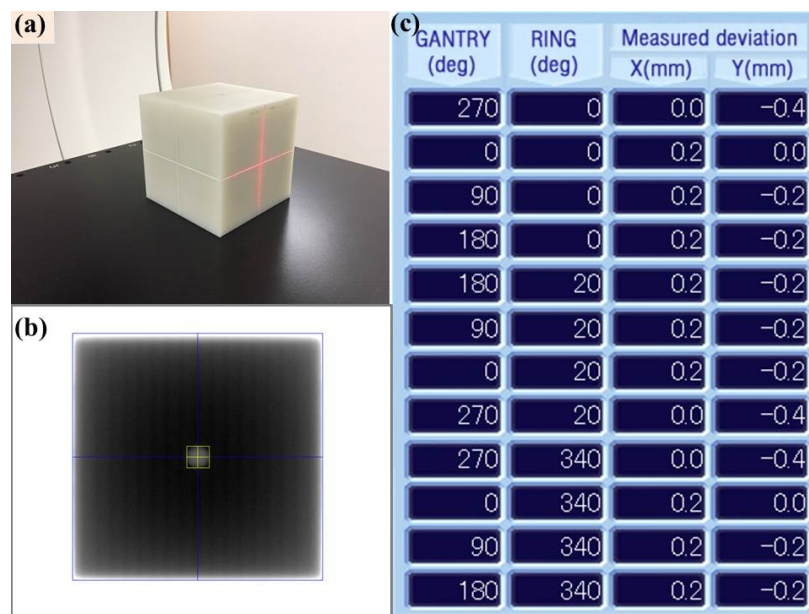 (a)
(b)
(c)
GANTRY (deg) RING (deg) Measured deviation
X(mm) Y(mm)
270 0 0.0 −0.4
0 0 0.2 0.0
90 0 0.2 −0.2
180 0 0.2 −0.2
180 20 0.2 −0.2
90 20 0.2 −0.2
0 20 0.2 −0.2
270 20 0.0 −0.4
270 340 0.0 −0.4
0 340 0.2 0.0
90 340 0.2 −0.2
180 340 0.2 −0.2